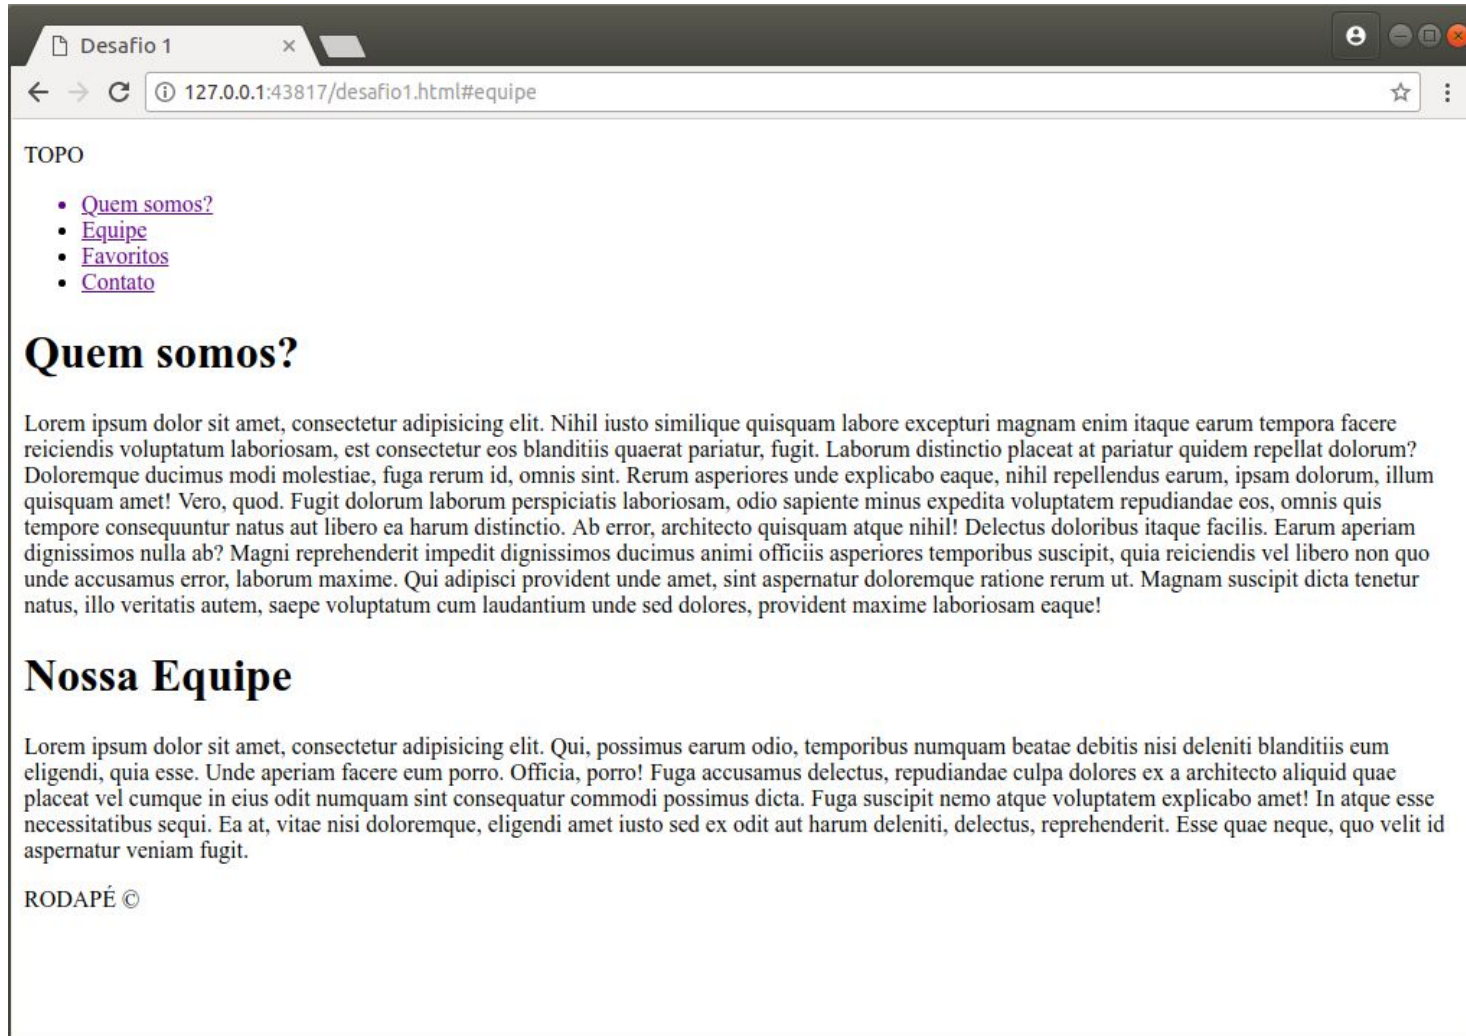 Desafio 1
127.0.0.1:43817/desafio1.html#equipe
TOPO
Quem somos?
Equipe
Favoritos
Contato
Quem somos?
Lorem ipsum dolor sit amet, consectetur adipisicing elit. Nihil iusto similique quisquam labore excepturi magnam enim itaque earum tempora facere
reiciendis voluptatum laboriosam, est consectetur eos blanditiis quaerat pariatur, fugit. Laborum distinctio placeat at pariatur quidem repellat dolorum?
Doloremque ducimus modi molestiae, fuga rerum id, omnis sint. Rerum asperiores unde explicabo eaque, nihil repellendus earum, ipsam dolorum, illum
quisquam amet! Vero, quod. Fugit dolorum laborum perspiciatis laboriosam, odio sapiente minus expedita voluptatem repudiandae eos, omnis quis
tempore consequuntur natus aut libero ea harum distinctio. Ab error, architecto quisquam atque nihil! Delectus doloribus itaque facilis. Earum aperiam
dignissimos nulla ab? Magni reprehenderit impedit dignissimos ducimus animi officiis asperiores temporibus suscipit, quia reiciendis vel libero non quo
unde accusamus error, laborum maxime. Qui adipisci provident unde amet, sint aspernatur doloremque ratione rerum ut. Magnam suscipit dicta tenetur
natus, illo veritatis autem, saepe voluptatum cum laudantium unde sed dolores, provident maxime laboriosam eaque!
Nossa Equipe
Lorem ipsum dolor sit amet, consectetur adipisicing elit. Qui, possimus earum odio, temporibus numquam beatae debitis nisi deleniti blanditiis eum
eligendi, quia esse. Unde aperiam facere eum porro. Officia, porro! Fuga accusamus delectus, repudiandae culpa dolores ex a architecto aliquid quae
placeat vel cumque in eius odit numquam sint consequatur commodi possimus dicta. Fuga suscipit nemo atque voluptatem explicabo amet! In atque esse
necessitatibus sequi. Ea at, vitae nisi doloremque, eligendi amet iusto sed ex odit aut harum deleniti, delectus, reprehenderit. Esse quae neque, quo velit id
aspernatur veniam fugit.
RODAPÉ ©